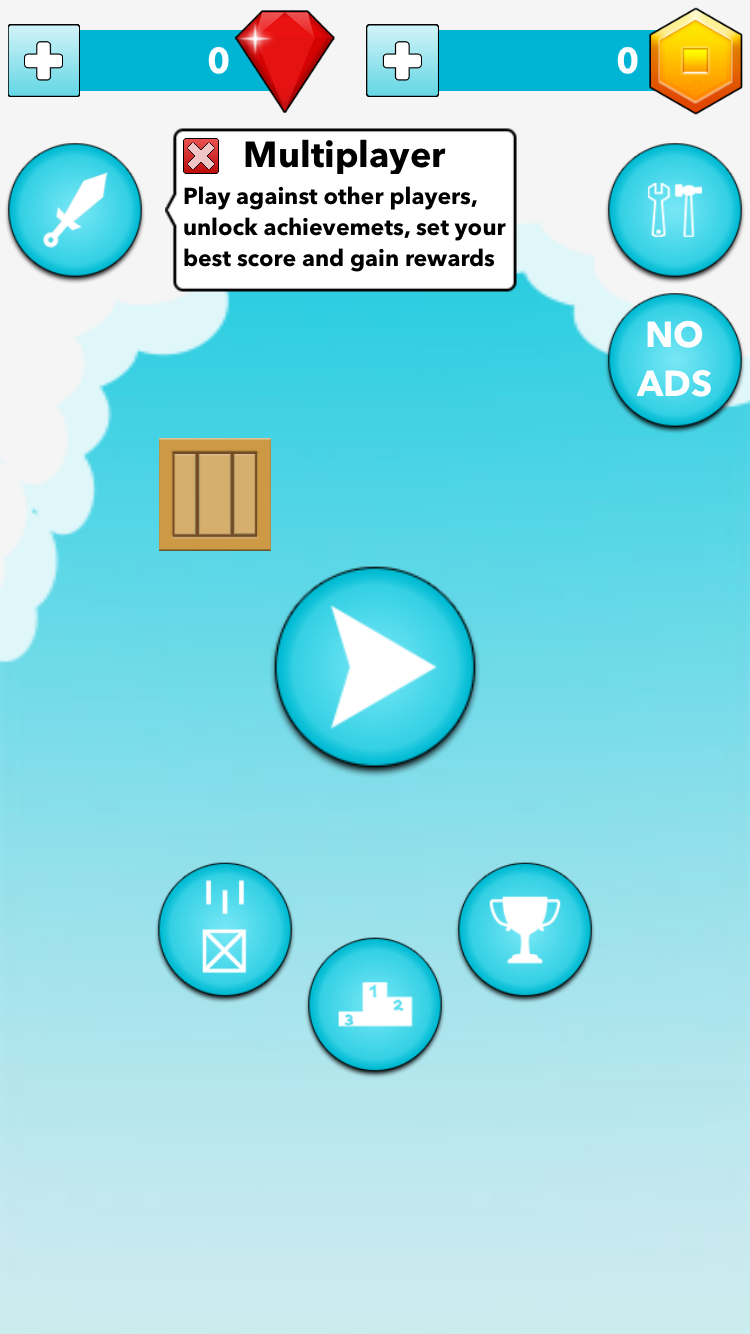 0
0
Multiplayer
Play against other players,
unlock achievemets, set your
best score and gain rewards
NO
ADS
1
2
3